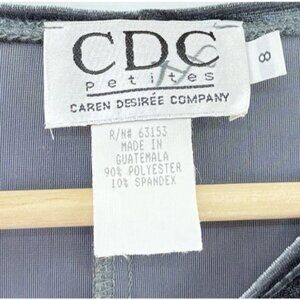 CDC
petites
CAREN DESIRÉE COMPANY
8
R/N# 63153
MADE IN
GUATEMALA
90% POLYESTER
10% SPANDEX